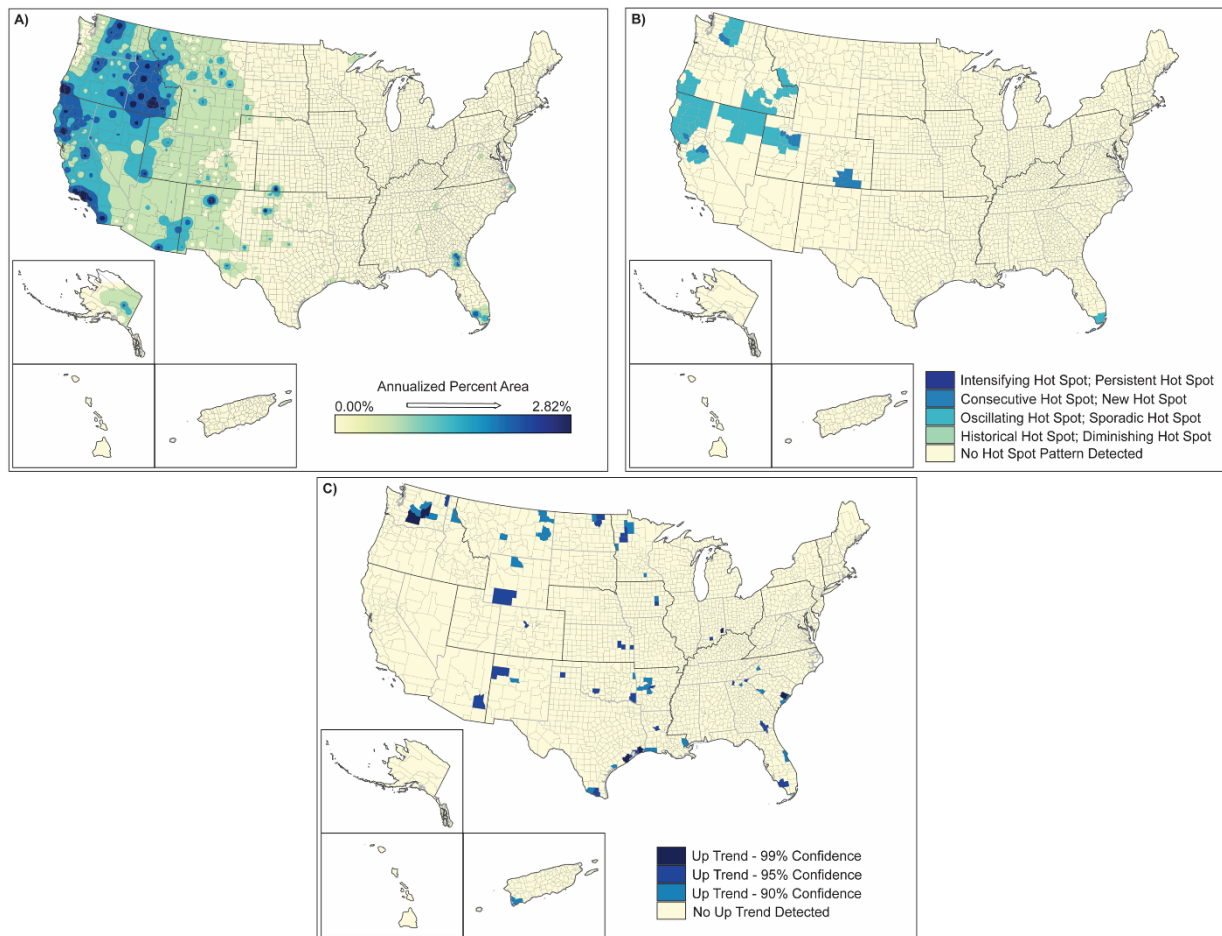 A)
B)
Annualized Percent Area
0.00%
2.82%
Intensifying Hot Spot; Persistent Hot Spot
Consecutive Hot Spot; New Hot Spot
Oscillating Hot Spot; Sporadic Hot Spot
Historical Hot Spot; Diminishing Hot Spot
No Hot Spot Pattern Detected
C)
Up Trend - 99% Confidence
Up Trend - 95% Confidence
Up Trend - 90% Confidence
No Up Trend Detected